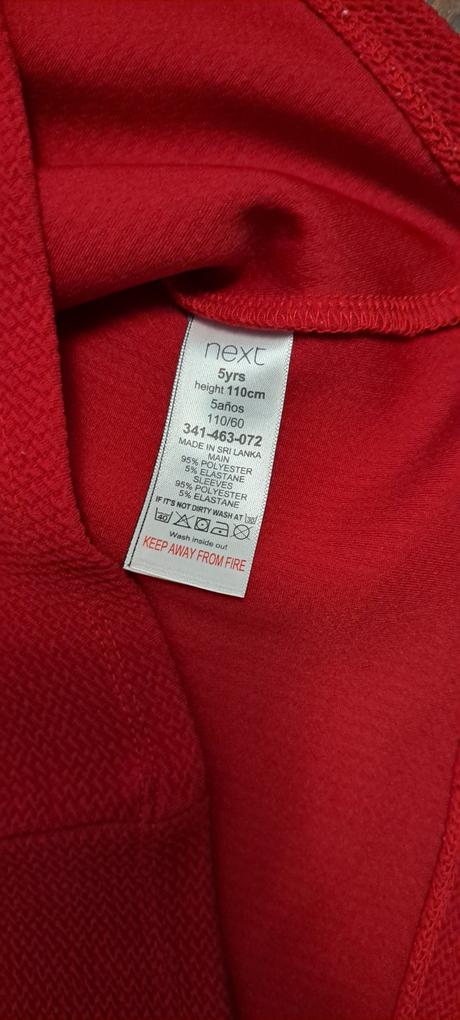 next
5yrs
height 110cm
5años
110/60
341-463-072
MADE IN SRI LANKA
MAIN
95% POLYESTER
5% ELASTANE
SLEEVES
95% POLYESTER
5% ELASTANE
IF IT'S NOT DIRTY WASH AT 30
40
Wash inside out
KEEP AWAY FROM FIRE